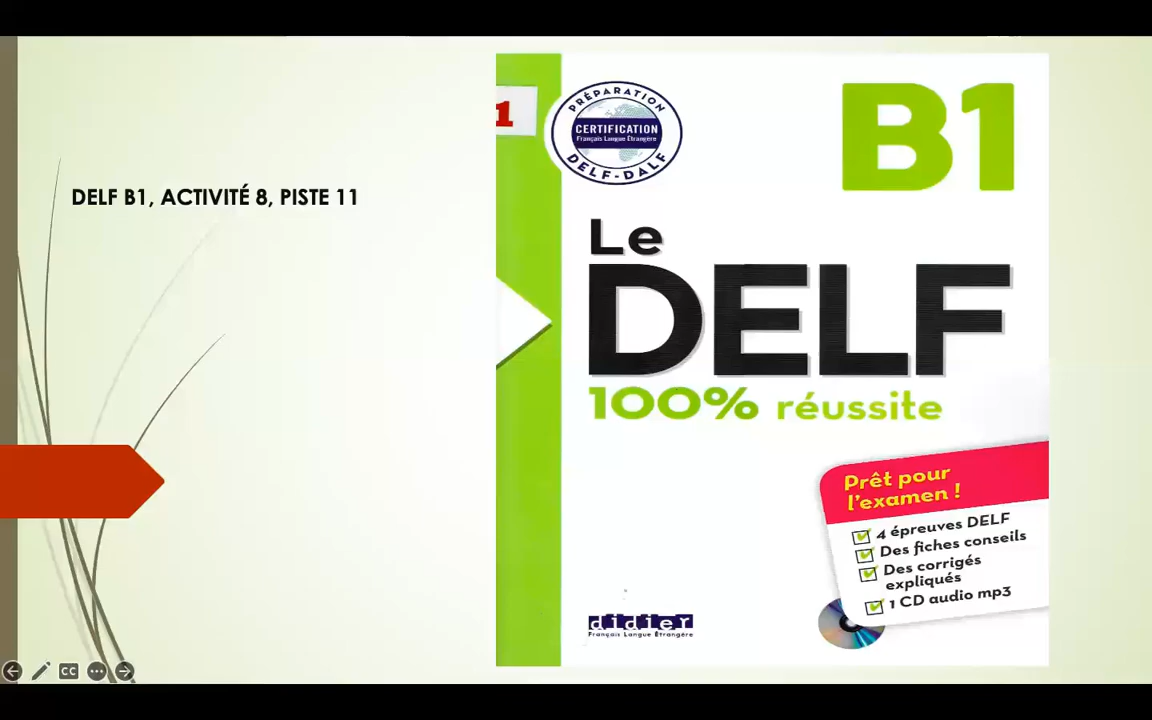 DELF B1, ACTIVITÉ 8, PISTE 11
1
PRÉPARATION
CERTIFICATION
Français Langue Étrangère
DELF-DALF
B1
Le
DELF
100% réussite
Prêt pour
l'examen !
4 épreuves DELF
Des fiches conseils
Des corrigés
expliqués
1 CD audio mp3
didier
Français Langue Étrangère
CC